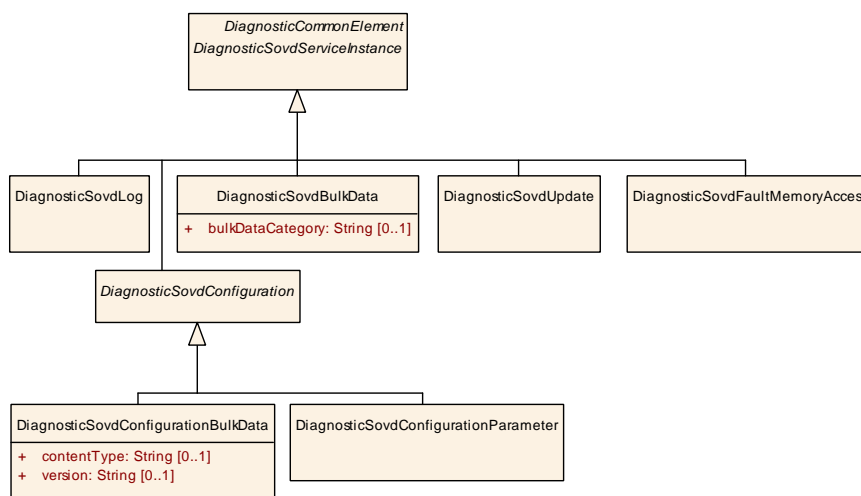 DiagnosticCommonElement
DiagnosticSovdServiceInstance
DiagnosticSovdLog
DiagnosticSovdBulkData
+ bulkDataCategory: String [0..1]
DiagnosticSovdUpdate
DiagnosticSovdFaultMemoryAcces
DiagnosticSovdConfiguration
DiagnosticSovdConfigurationBulkData
+ contentType: String [0..1]
+ version: String [0..1]
DiagnosticSovdConfigurationParameter